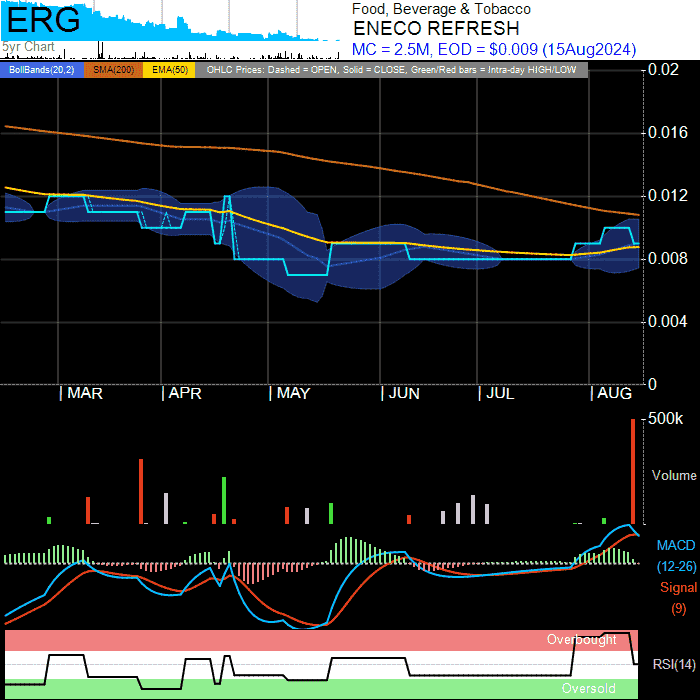 ERG
5yr Chart
Food, Beverage & Tobacco
ENECO REFRESH
MC = 2.5M, EOD = $0.009 (15Aug2024)
BollBands(20,2) SMA(200) EMA(50) OHLC Prices: Dashed = OPEN, Solid = CLOSE, Green/Red bars = Intra-day HIGH/LOW
0.02
0.016
0.012
0.008
0.004
0
MAR APR MAY JUN JUL AUG
500k
Volume
MACD
(12-26)
Signal
(9)
Overbought
RSI(14)
Oversold